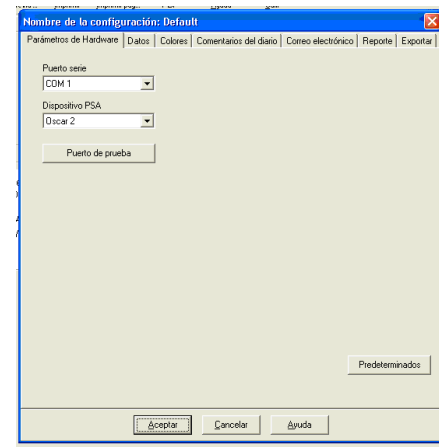 Nombre de la configuración: Default
Parámetros de Hardware Datos Colores Comentarios del diario Correo electrónico Reporte Exportar
Puerto serie
COM 1
Dispositivo PSA
Oscar 2
Puerto de prueba
Predeterminados
Aceptar Cancelar Ayuda